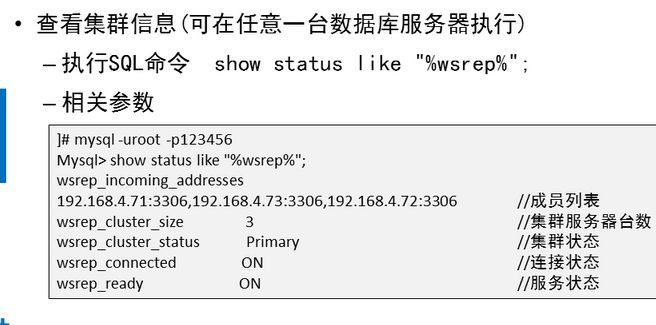 • 查看集群信息(可在任意一台数据库服务器执行)
– 执行SQL命令 show status like "%wsrep%";
– 相关参数
]# mysql -uroot -p123456
Mysql> show status like "%wsrep%";
wsrep_incoming_addresses
192.168.4.71:3306,192.168.4.73:3306,192.168.4.72:3306 //成员列表
wsrep_cluster_size 3 //集群服务器台数
wsrep_cluster_status Primary //集群状态
wsrep_connected ON //连接状态
wsrep_ready ON //服务状态